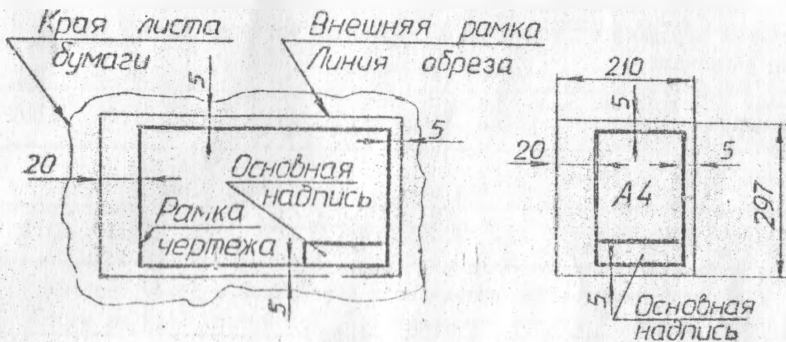 Края листа
бумаги
Внешняя рамка
Линия обреза
5
5
20
Основная
надпись
Рамка
чертежа
5
210
5
20
5
А4
297
5
Основная
надпись